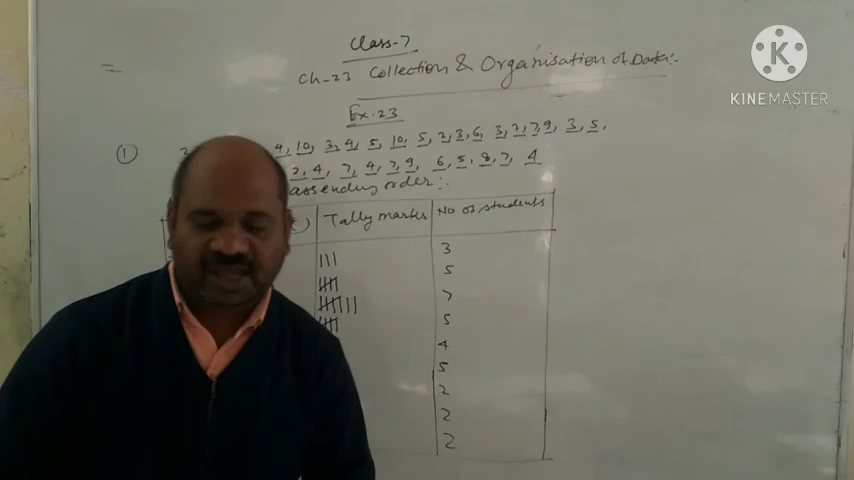 Class-7
Ch-23 Collection & Organisation of Data:-
Ex.23
① 4, 10, 3, 4, 5, 10, 5, 2, 3, 6, 3, 2, 7, 9, 3, 5,
2, 4, 7, 4, 7, 9, 6, 5, 8, 7, 4
assending order:-
Tally marks No of students
3
5
7
5
4
5
2
2
2
KINEMASTER